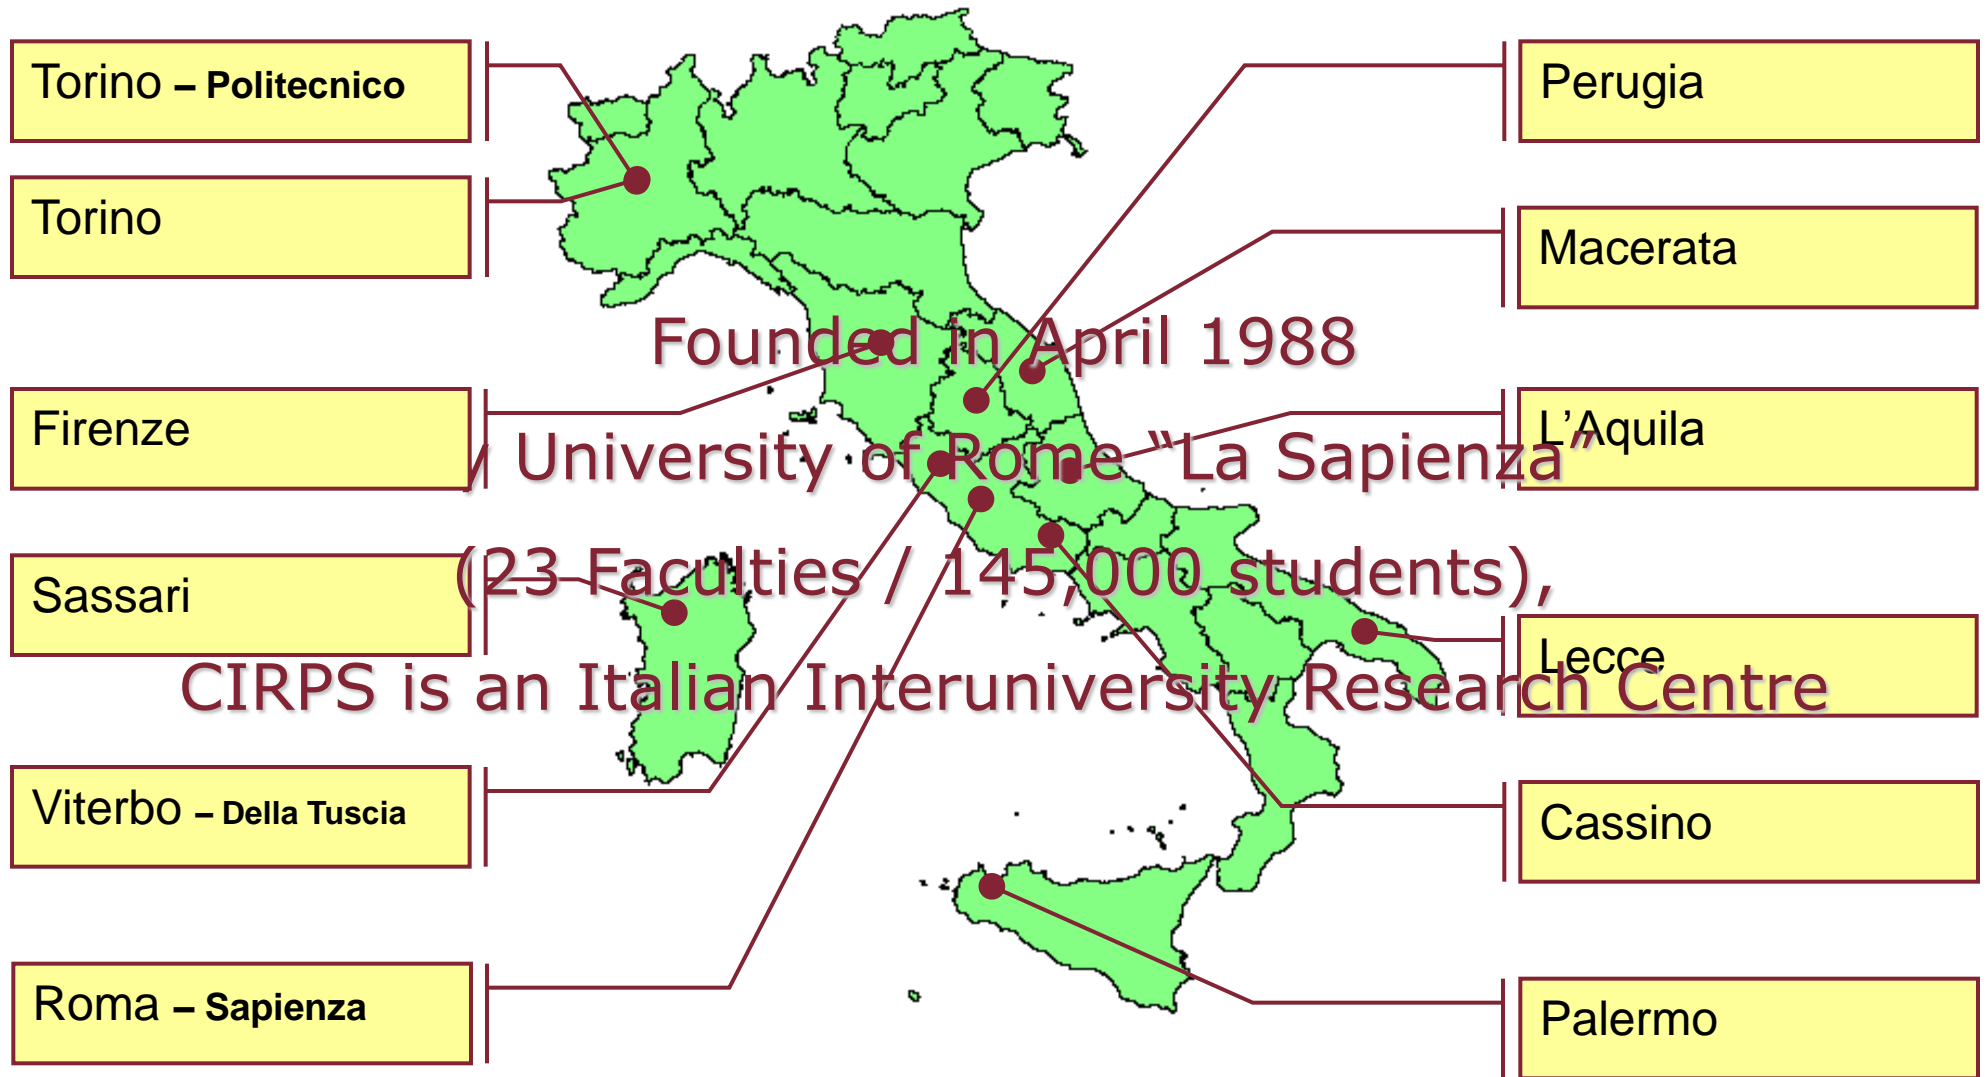 Torino – Politecnico
Torino
Firenze
Sassari
Viterbo – Della Tuscia
Roma – Sapienza
Perugia
Macerata
L’Aquila
Lecce
Cassino
Palermo
Founded in April 1988
y University of Rome “La Sapienza”
(23 Faculties / 145,000 students),
CIRPS is an Italian Interuniversity Research Centre